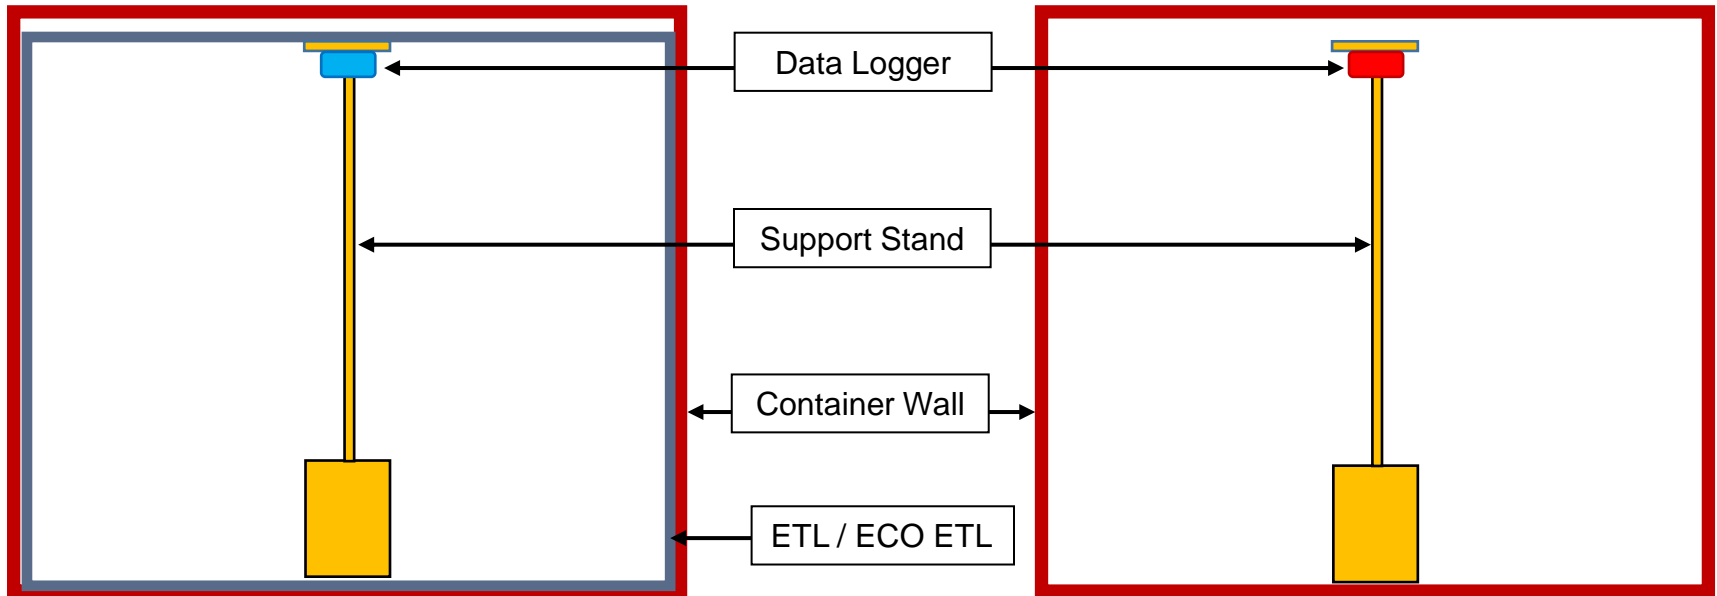 Data Logger
Support Stand
Container Wall
ETL / ECO ETL